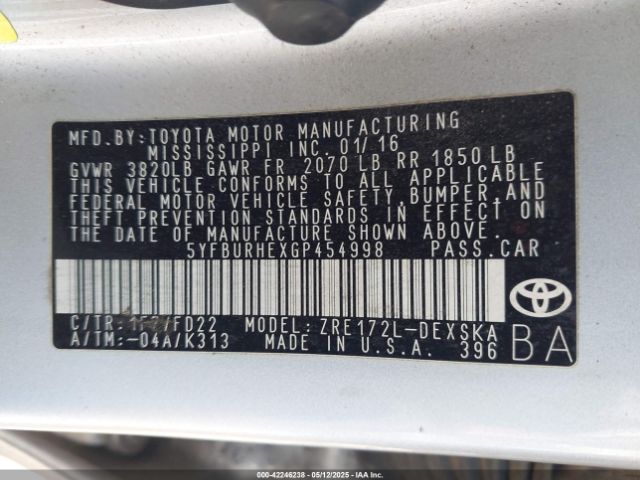 MFD.BY:TOYOTA MOTOR MANUFACTURING
MISSISSIPPI INC 01/16
GVWR 3820LB GAWR FR 2070LB RR 1850LB
THIS VEHICLE CONFORMS TO ALL APPLICABLE
FEDERAL MOTOR VEHICLE SAFETY,BUMPER,AND
THEFT PREVENTION STANDARDS IN EFFECT ON
THE DATE OF MANUFACTURE SHOWN ABOVE.
5YFBURHEXGP454998 PASS.CAR
C/TR: MODEL:ZRE172L-DEXSKA
A/TM:-04A/K313 MADE IN U.S.A. 396
BA
000-42246238 - 05/12/2025 - IAA Inc.